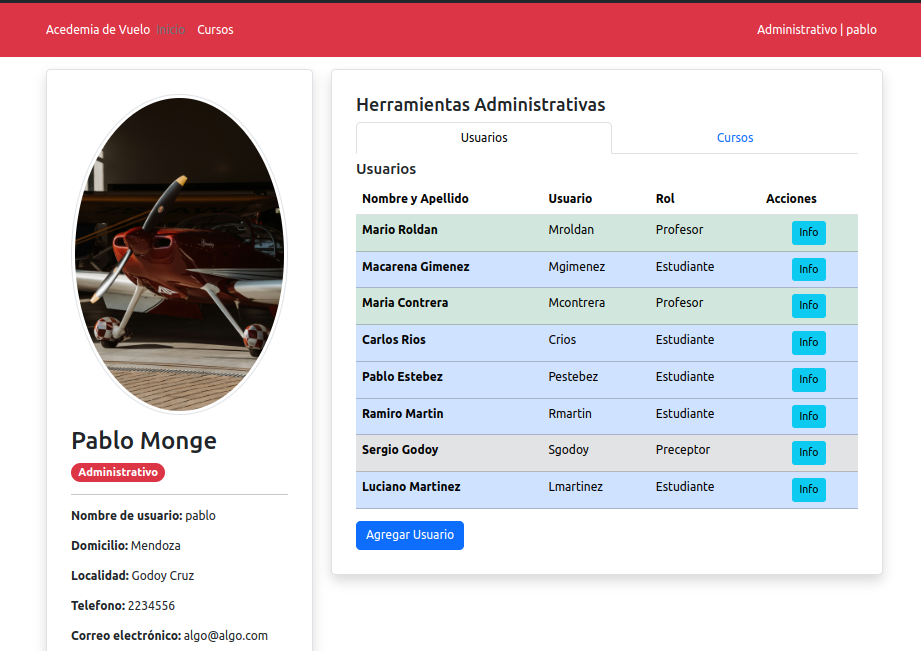 Acedemia de Vuelo Inicio Cursos Administrativo | pablo
Pablo Monge
Administrativo
Nombre de usuario: pablo
Domicilio: Mendoza
Localidad: Godoy Cruz
Telefono: 2234556
Correo electrónico: algo@algo.com
Herramientas Administrativas
Usuarios Cursos
Usuarios
Nombre y Apellido Usuario Rol Acciones
Mario Roldan Mroldan Profesor Info
Macarena Gimenez Mgimenez Estudiante Info
Maria Contrera Mcontrera Profesor Info
Carlos Rios Crios Estudiante Info
Pablo Estebez Pestebez Estudiante Info
Ramiro Martin Rmartin Estudiante Info
Sergio Godoy Sgodoy Preceptor Info
Luciano Martinez Lmartinez Estudiante Info
Agregar Usuario